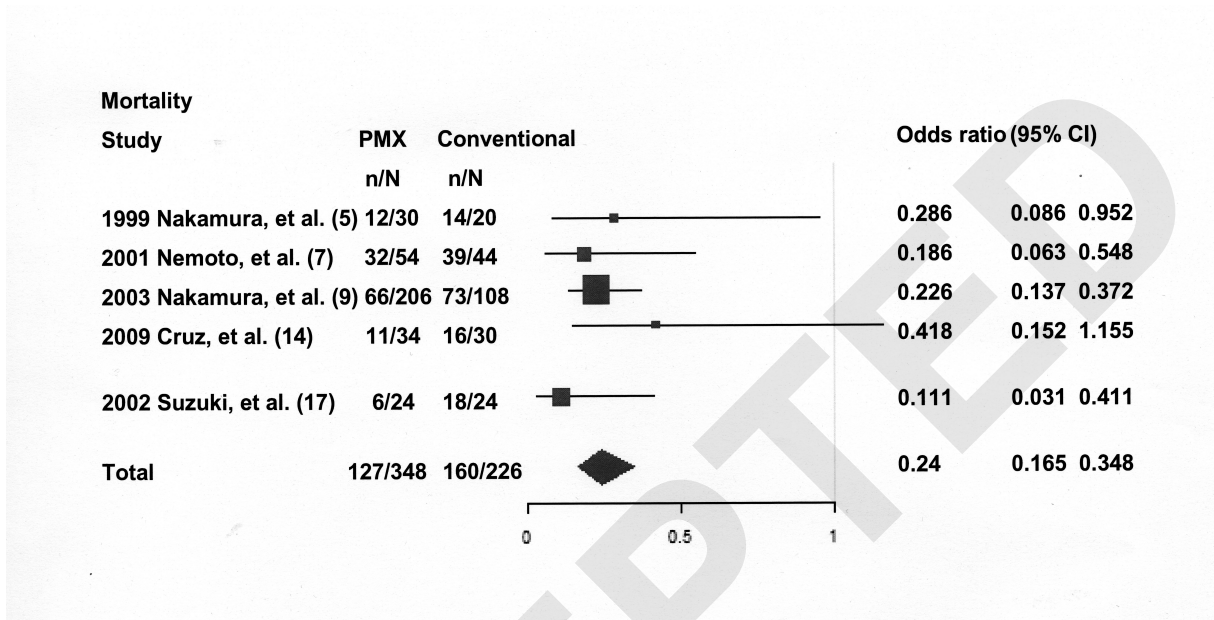 Mortality
Study PMX Conventional Odds ratio (95% CI)
n/N n/N
1999 Nakamura, et al. (5) 12/30 14/20 0.286 0.086 0.952
2001 Nemoto, et al. (7) 32/54 39/44 0.186 0.063 0.548
2003 Nakamura, et al. (9) 66/206 73/108 0.226 0.137 0.372
2009 Cruz, et al. (14) 11/34 16/30 0.418 0.152 1.155
2002 Suzuki, et al. (17) 6/24 18/24 0.111 0.031 0.411
Total 127/348 160/226 0.24 0.165 0.348
0 0.5 1
PTED